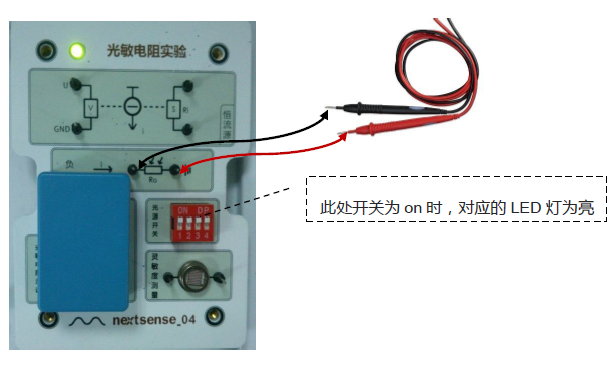 光敏电阻实验
U
V
S
GND
i
恒流源
负
i
RG
光源开关
ON DP
1 2 3 4
此处开关为 on 时，对应的 LED 灯为亮
灵敏度测量
nextsense_04